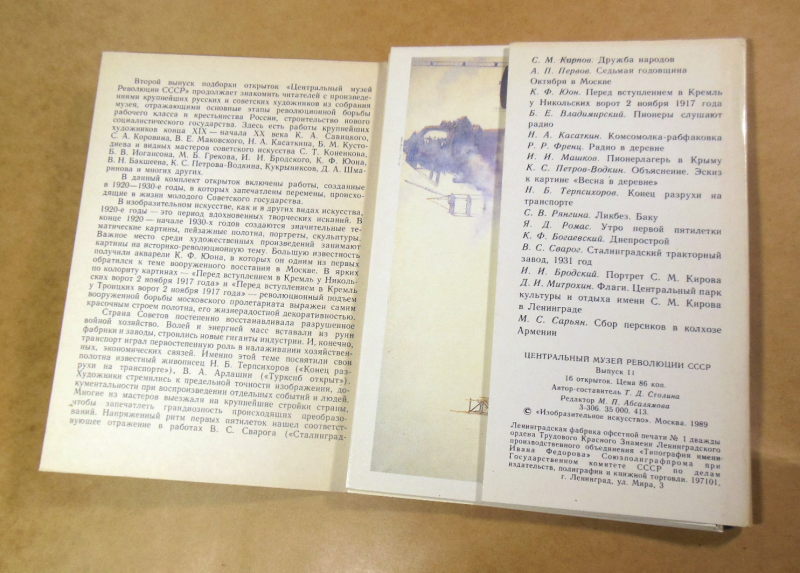 Второй выпуск подборки открыток «Центральный музей
Революции СССР» продолжает знакомить читателей с произведе-
ниями крупнейших русских и советских художников из собрания
музея, отражающими основные этапы революционной борьбы
рабочего класса и крестьянства России, строительство нового
социалистического государства. Здесь есть работы крупнейших
художников конца XIX — начала XX века К. А. Савицкого,
С. А. Коровина, В. Е. Маковского, Н. А. Касаткина, Б. М. Кусто-
диева и видных мастеров советского искусства С. Т. Коненкова,
Б. В. Иогансона, М. Б. Грекова, И. И. Бродского, К. Ф. Юона,
В. Н. Бакшеева, К. С. Петрова-Водкина, Кукрыниксов, Д. А. Шма-
ринова и многих других.
В данный комплект открыток включены работы, созданные
в 1920—1930-е годы, в которых запечатлены перемены, происхо-
дящие в жизни молодого Советского государства.
В изобразительном искусстве, как и в других видах искусства,
1920-е годы — это период вдохновенных творческих исканий. В
конце 1920 — начале 1930-х годов создаются значительные те-
матические картины, пейзажные полотна, портреты, скульптуры.
Важное место среди художественных произведений занимают
картины на историко-революционную тему. Большую известность
получили акварели К. Ф. Юона, в которых он одним из первых
обратился к теме вооруженного восстания в Москве. В ярких
по колориту картинах — «Перед вступлением в Кремль у Николь-
ских ворот 2 ноября 1917 года» и «Перед вступлением в Кремль
у Троицких ворот 2 ноября 1917 года» — революционный подъем
вооруженной борьбы московского пролетариата выражен самим
красочным строем полотна, его жизнерадостной декоративностью.
Страна Советов постепенно восстанавливала разрушенное
войной хозяйство. Волей и энергией масс вставали из руин
фабрики и заводы, строились новые гиганты индустрии. И, конечно,
транспорт играл первостепенную роль в налаживании хозяйствен-
ных, экономических связей. Именно этой теме посвятили свои
полотна известный живописец Н. Б. Терпсихоров («Конец раз-
рухи на транспорте»), В. А. Арлашин («Турксиб открыт»).
Художники стремились к предельной точности изображения, до-
кументальности при воспроизведении отдельных событий и людей.
Многие из мастеров выезжали на крупнейшие стройки страны,
чтобы запечатлеть грандиозность происходящих преобразо-
ваний. Напряженный ритм первых пятилеток нашел соответст-
вующее отражение в работах В. С. Сварога («Сталинград-
С. М. Карпов. Дружба народов
А. П. Первов. Седьмая годовщина
Октября в Москве
К. Ф. Юон. Перед вступлением в Кремль
у Никольских ворот 2 ноября 1917 года
Б. Е. Владимирский. Пионеры слушают
радио
Н. А. Касаткин. Комсомолка-рабфаковка
Р. Р. Френц. Радио в деревне
И. И. Машков. Пионерлагерь в Крыму
К. С. Петров-Водкин. Объяснение. Эскиз
к картине «Весна в деревне»
Н. Б. Терпсихоров. Конец разрухи на
транспорте
С. В. Рянгина. Ликбез. Баку
Я. Д. Ромас. Утро первой пятилетки
К. Ф. Богаевский. Днепрострой
В. С. Сварог. Сталинградский тракторный
завод, 1931 год
И. И. Бродский. Портрет С. М. Кирова
Д. И. Митрохин. Флаги. Центральный парк
культуры и отдыха имени С. М. Кирова
в Ленинграде
М. С. Сарьян. Сбор персиков в колхозе
Армении
ЦЕНТРАЛЬНЫЙ МУЗЕЙ РЕВОЛЮЦИИ СССР
Выпуск II
16 открыток. Цена 86 коп.
Автор-составитель Т. Д. Столина
Редактор М. П. Абсалямова
З-306. 35 000. 413.
© «Изобразительное искусство». Москва. 1989
Ленинградская фабрика офсетной печати № 1 дважды
ордена Трудового Красного Знамени Ленинградского
производственного объединения «Типография имени
Ивана Федорова» Союзполиграфпрома при
Государственном комитете СССР по делам
издательств, полиграфии и книжной торговли. 197101,
г. Ленинград, ул. Мира, 3